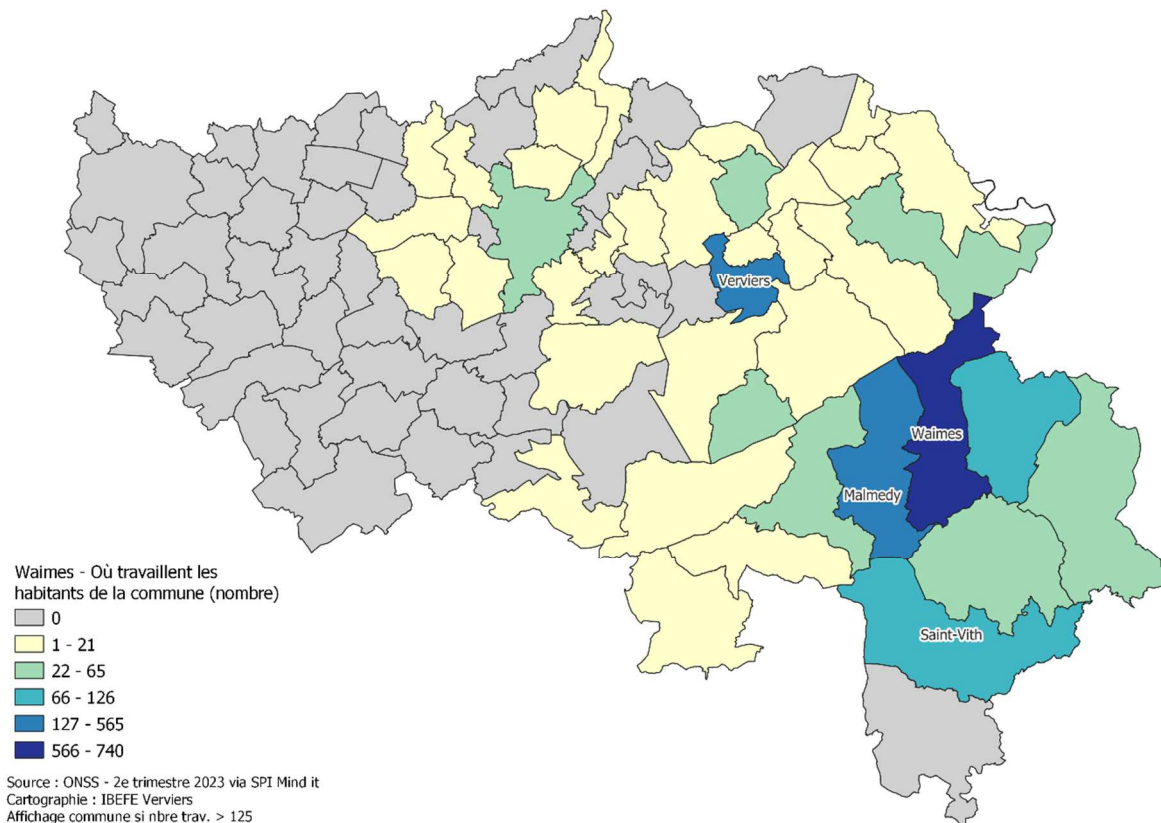 Verviers
Waimes
Malmedy
Saint-Vith
Waimes - Où travaillent les
habitants de la commune (nombre)
0
1 - 21
22 - 65
66 - 126
127 - 565
566 - 740
Source : ONSS - 2e trimestre 2023 via SPI Mind it
Cartographie : IBEFE Verviers
Affichage commune si nbre trav. > 125